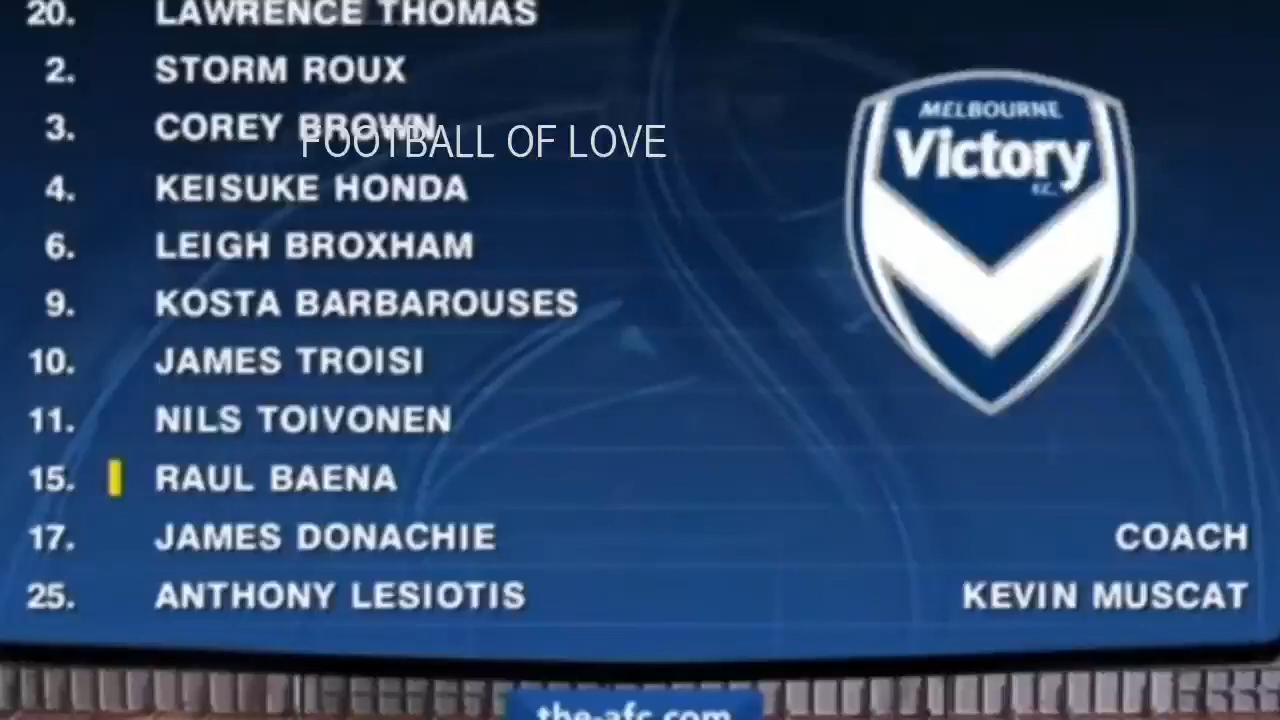 20. LAWRENCE THOMAS
2. STORM ROUX
3. COREY BROWN
FOOTBALL OF LOVE
4. KEISUKE HONDA
6. LEIGH BROXHAM
9. KOSTA BARBAROUSES
10. JAMES TROISI
11. NILS TOIVONEN
15. RAUL BAENA
17. JAMES DONACHIE
25. ANTHONY LESIOTIS
MELBOURNE
Victory
F.C.
COACH
KEVIN MUSCAT
the-afc.com